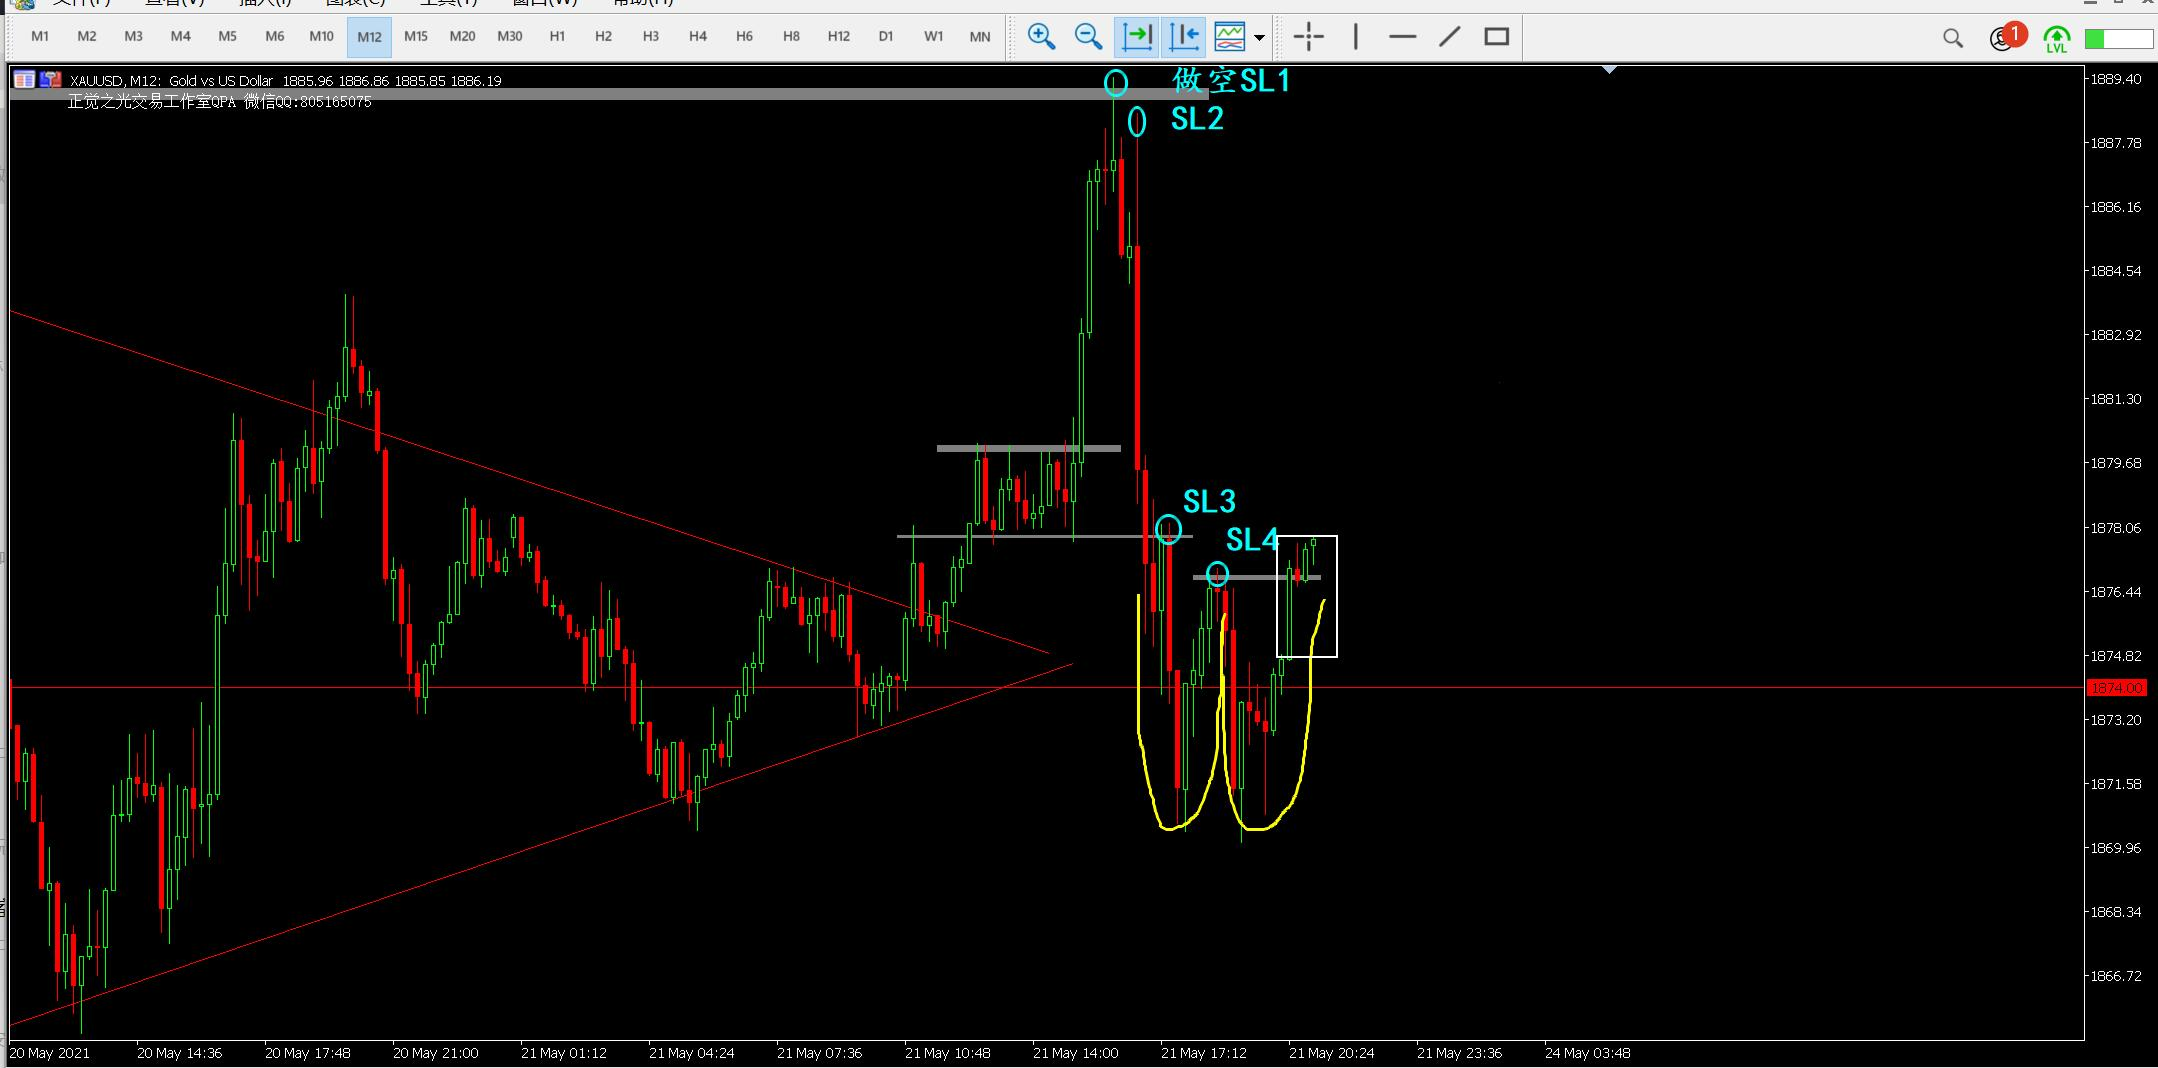 M1 M2 M3 M4 M5 M6 M10 M12 M15 M20 M30 H1 H2 H3 H4 H6 H8 H12 D1 W1 MN
1
LVL
XAUUSD, M12: Gold vs US Dollar 1885.96 1886.86 1885.85 1886.19
正觉之光交易工作室QPA 微信QQ:805165075
做空SL1
SL2
SL3
SL4
1889.40
1887.78
1886.16
1884.54
1882.92
1881.30
1879.68
1878.06
1876.44
1874.82
1874.00
1873.20
1871.58
1869.96
1868.34
1866.72
20 May 2021 20 May 14:36 20 May 17:48 20 May 21:00 21 May 01:12 21 May 04:24 21 May 07:36 21 May 10:48 21 May 14:00 21 May 17:12 21 May 20:24 21 May 23:36 24 May 03:48